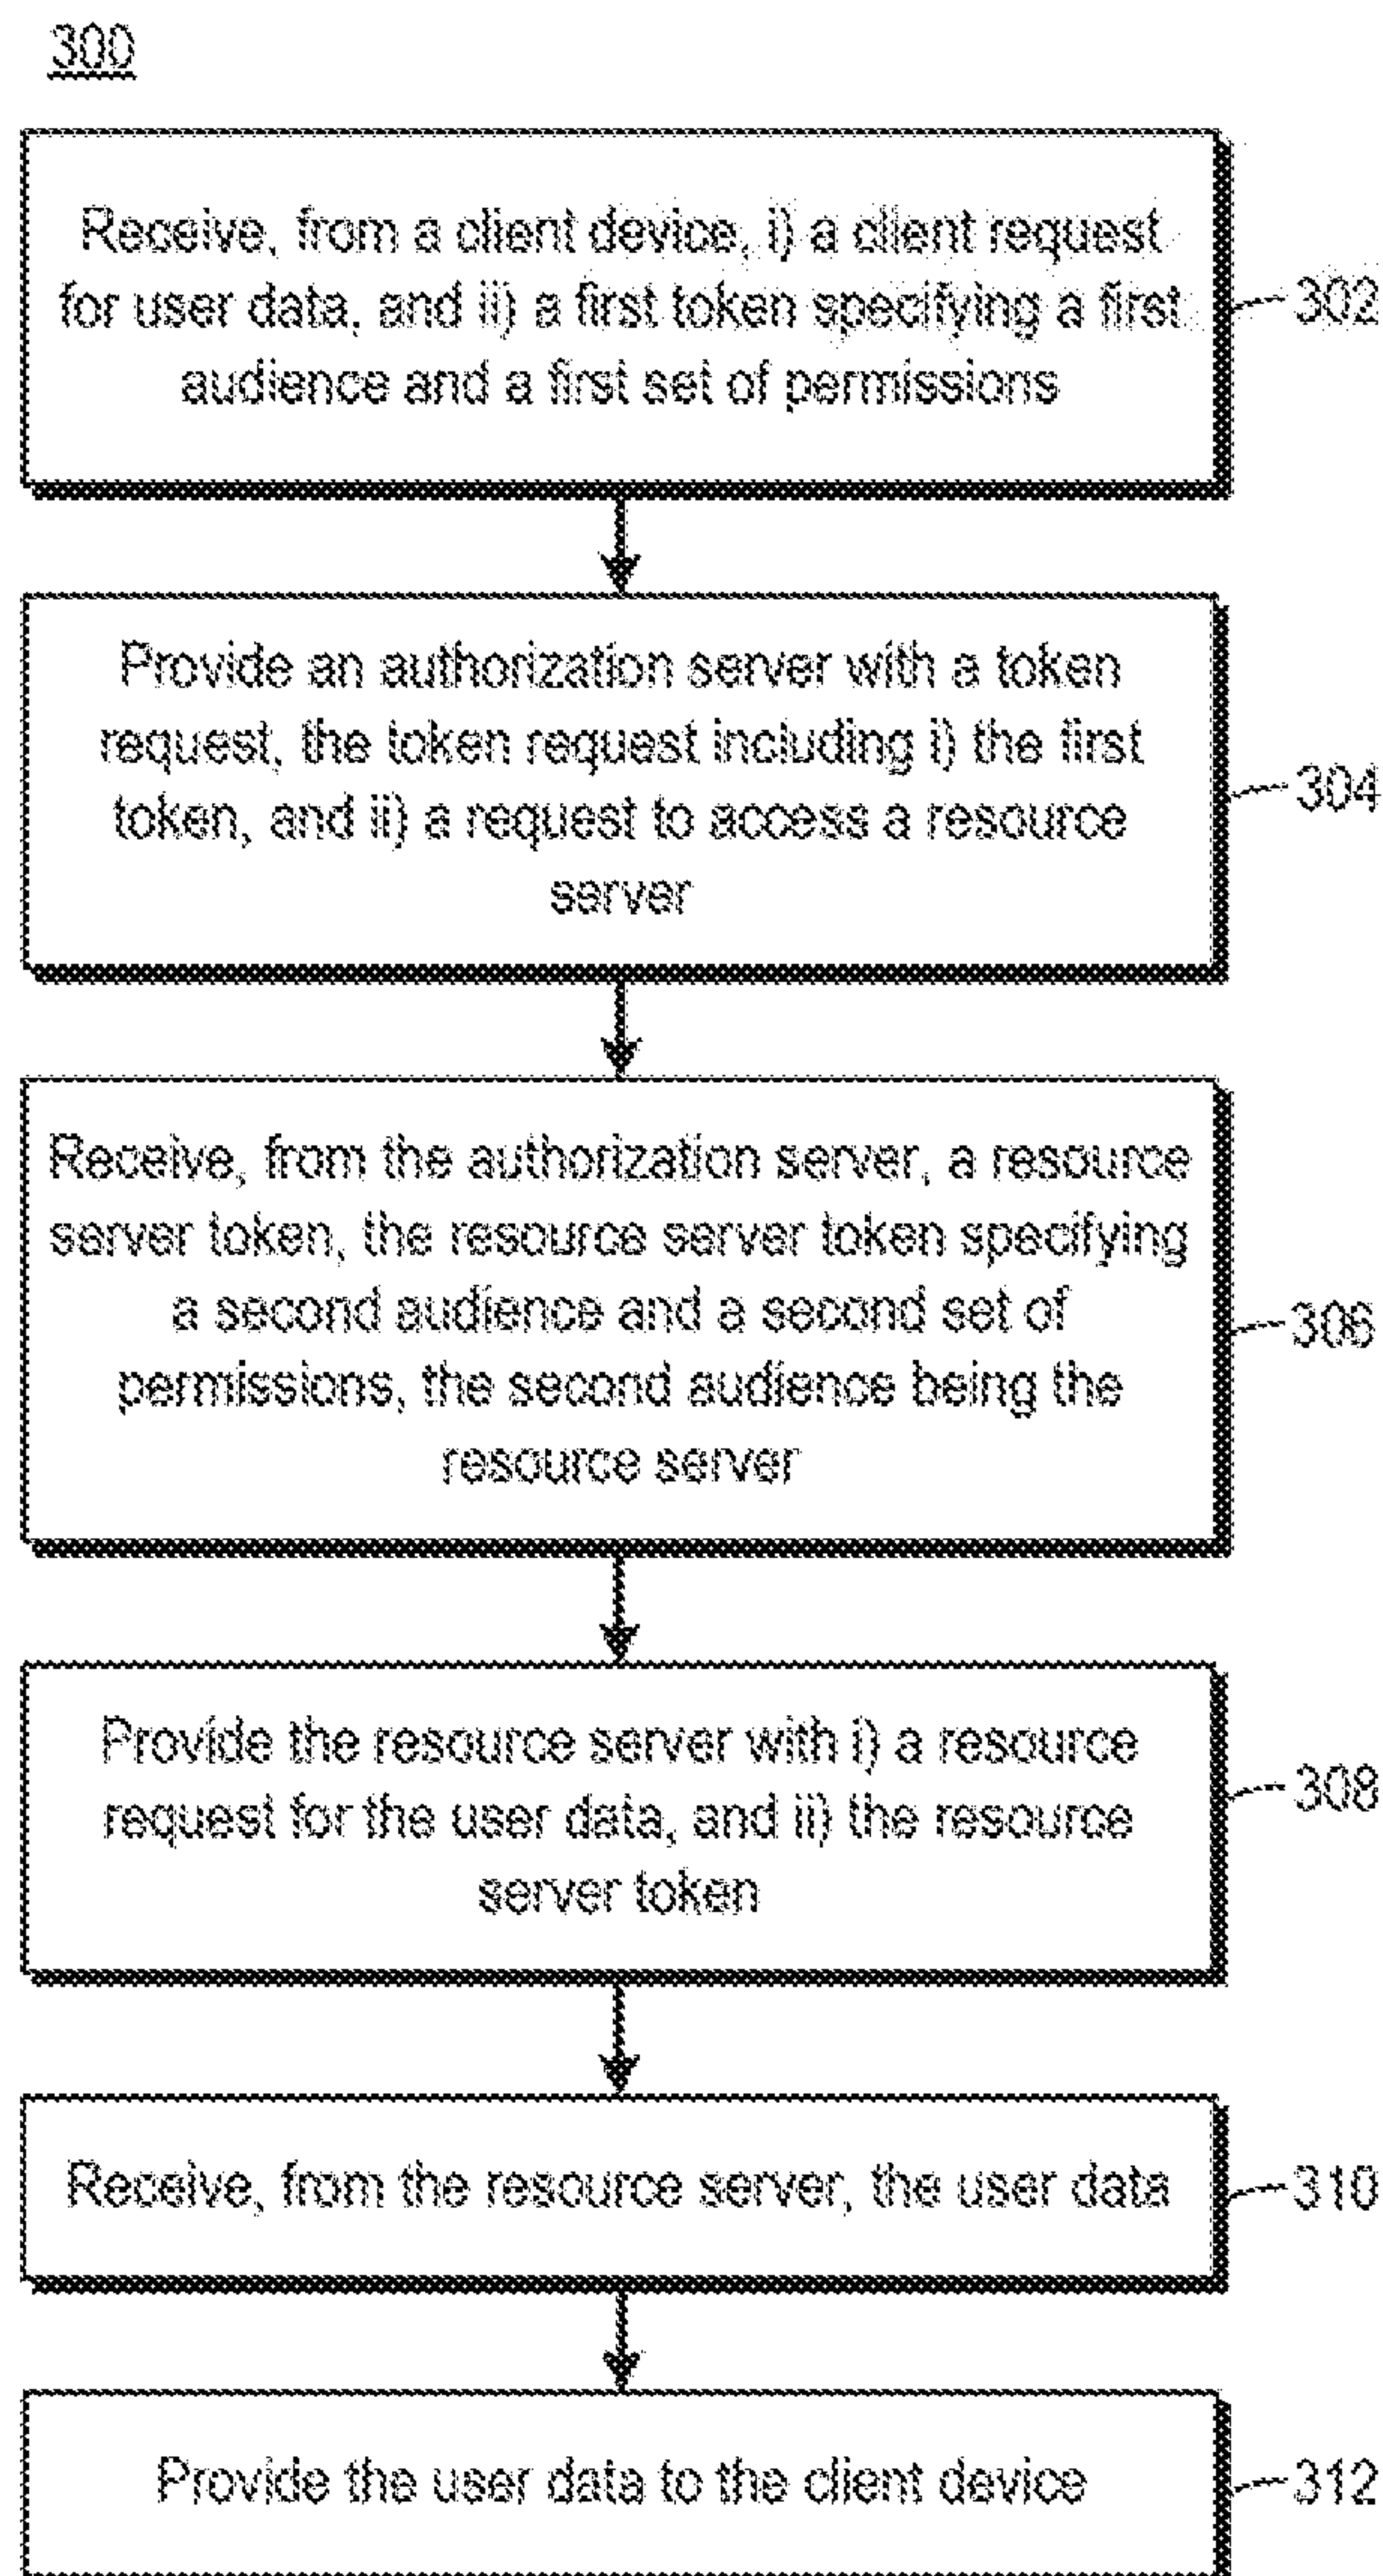 300
Receive, from a client device, i) a client request
for user data, and ii) a first token specifying a first
audience and a first set of permissions
302
Provide an authorization server with a token
request, the token request including i) the first
token, and ii) a request to access a resource
server
304
Receive, from the authorization server, a resource
server token, the resource server token specifying
a second audience and a second set of
permissions, the second audience being the
resource server
306
Provide the resource server with i) a resource
request for the user data, and ii) the resource
server token
308
Receive, from the resource server, the user data
310
Provide the user data to the client device
312